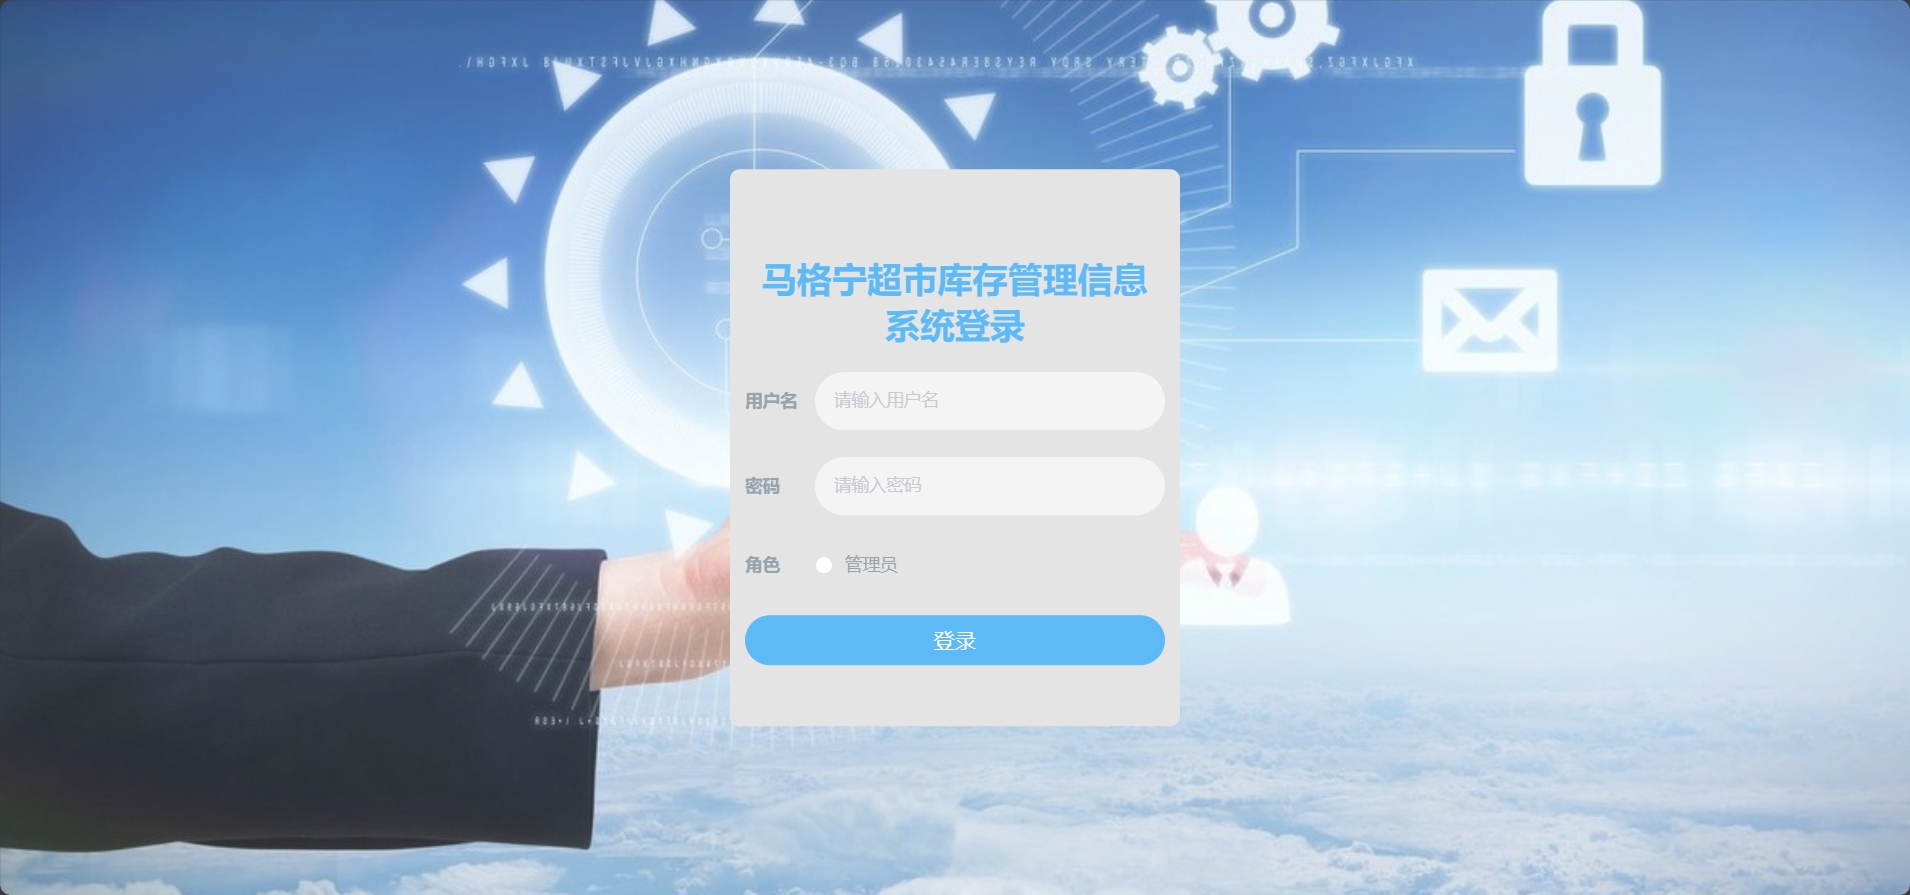 马格宁超市库存管理信息
系统登录
用户名 请输入用户名
密码 请输入密码
角色 管理员
登录